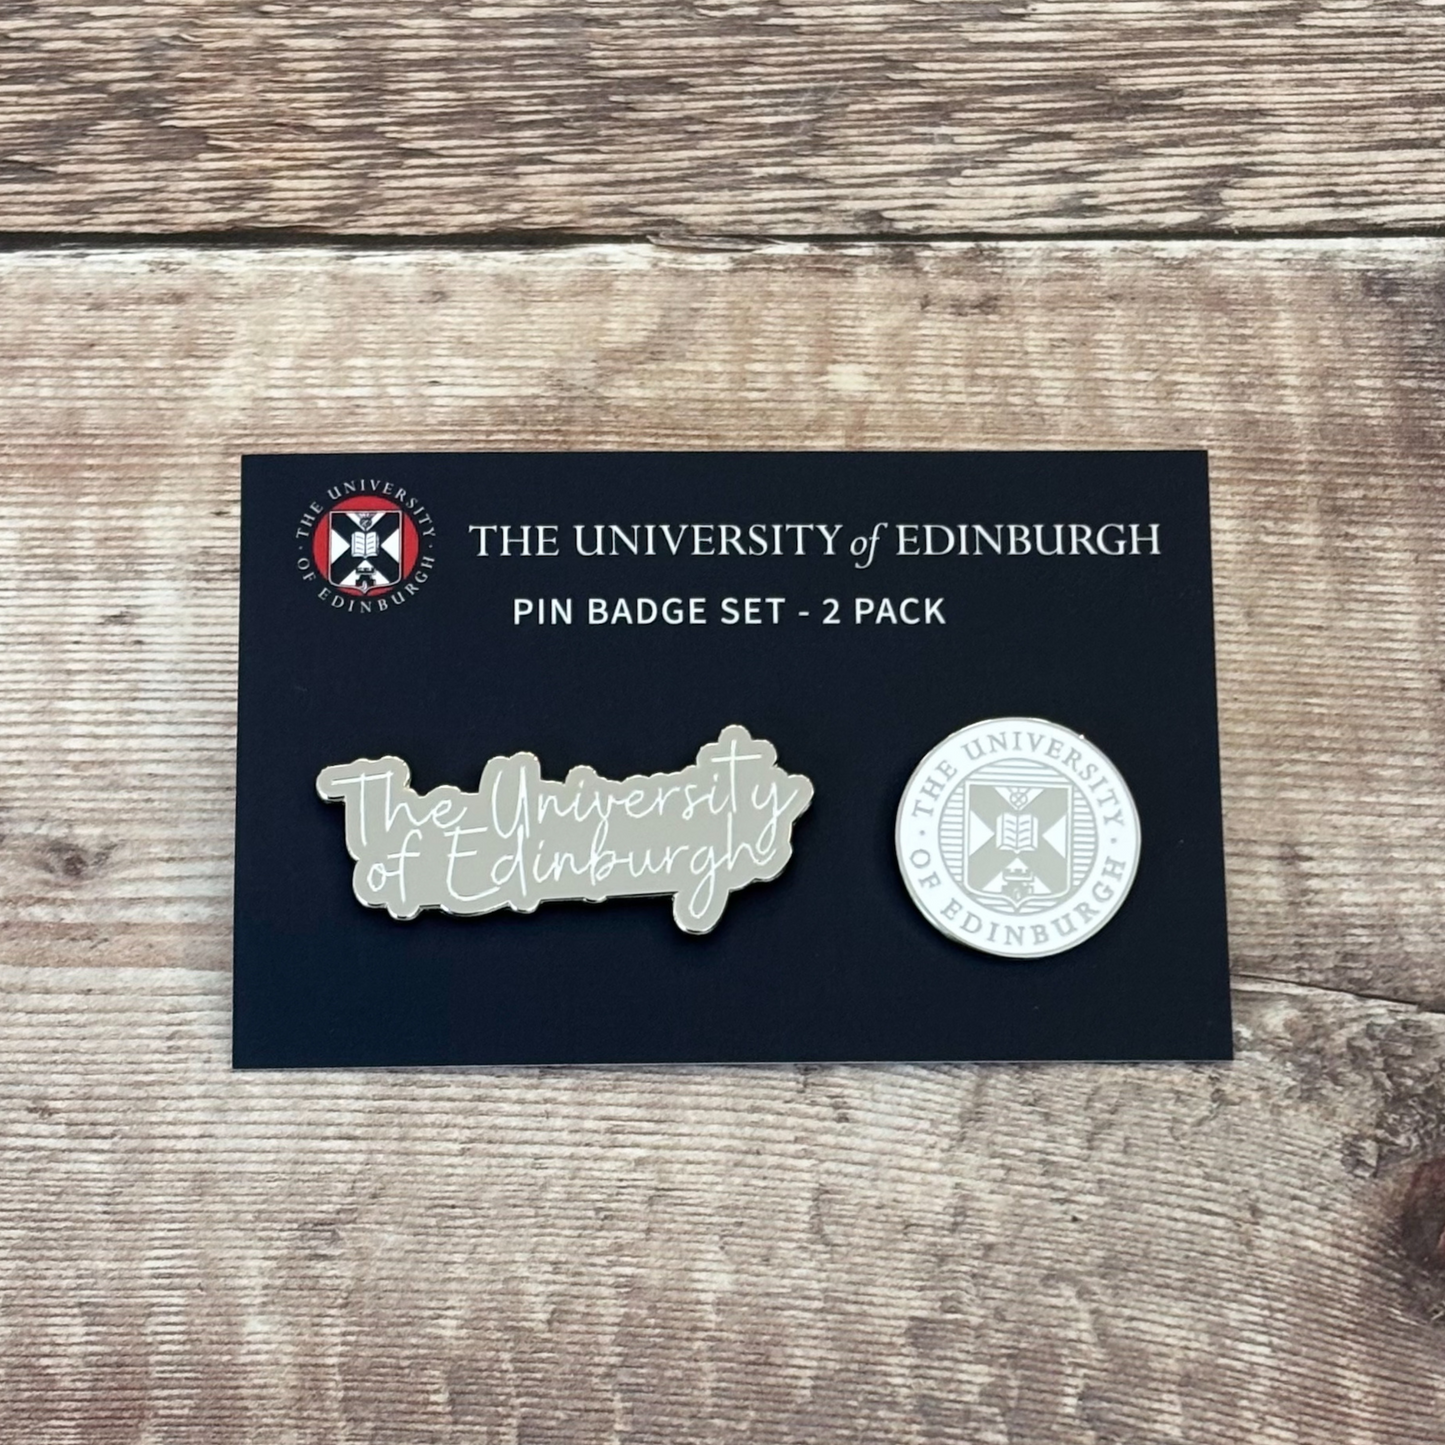 THE UNIVERSITY
· OF EDINBURGH ·
THE UNIVERSITY of EDINBURGH
PIN BADGE SET - 2 PACK
The University
of Edinburgh
THE UNIVERSITY
· OF EDINBURGH ·